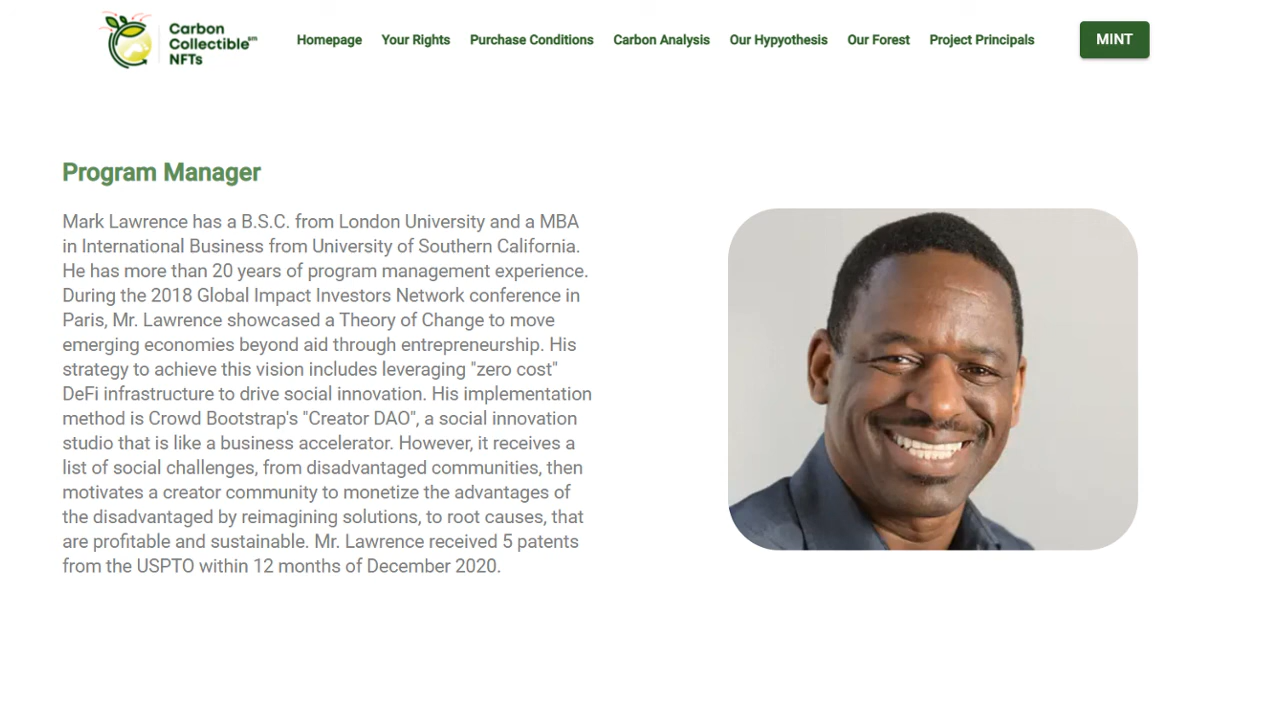 Carbon
Collectible℠
NFTs
Homepage Your Rights Purchase Conditions Carbon Analysis Our Hypyothesis Our Forest Project Principals MINT
Program Manager
Mark Lawrence has a B.S.C. from London University and a MBA
in International Business from University of Southern California.
He has more than 20 years of program management experience.
During the 2018 Global Impact Investors Network conference in
Paris, Mr. Lawrence showcased a Theory of Change to move
emerging economies beyond aid through entrepreneurship. His
strategy to achieve this vision includes leveraging "zero cost"
DeFi infrastructure to drive social innovation. His implementation
method is Crowd Bootstrap's "Creator DAO", a social innovation
studio that is like a business accelerator. However, it receives a
list of social challenges, from disadvantaged communities, then
motivates a creator community to monetize the advantages of
the disadvantaged by reimagining solutions, to root causes, that
are profitable and sustainable. Mr. Lawrence received 5 patents
from the USPTO within 12 months of December 2020.